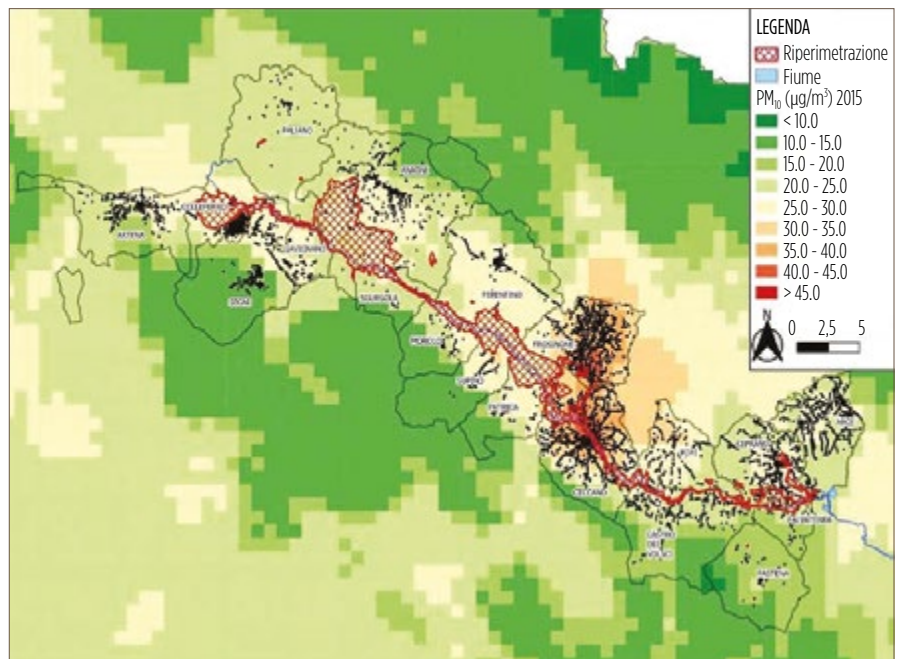 LEGENDA
Riperimetrazione
Fiume
PM₁₀ (µg/m³) 2015
< 10.0
10.0 - 15.0
15.0 - 20.0
20.0 - 25.0
25.0 - 30.0
30.0 - 35.0
35.0 - 40.0
40.0 - 45.0
> 45.0
N
0 2,5 5
PALIANO
ANAGNI
COLLEFERRO
ARTENA
GAVIGNANO
SEGNI
SGURGOLA
FERENTINO
MOROLO
FROSINONE
SUPINO
PATRICA
CECCANO
CEPRANO
ARCE
CASTRO
DEI
VOLSCI
FALVATERRA
PASTENA